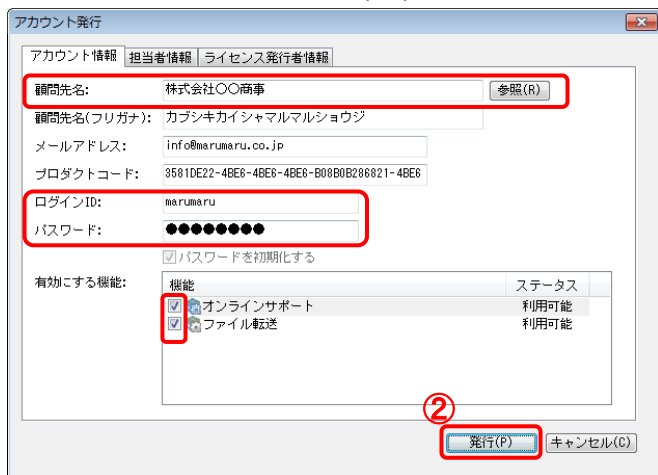 アカウント発行
アカウント情報 担当者情報 ライセンス発行者情報
顧問先名: 株式会社〇〇商事 参照(R)
顧問先名(フリガナ): カブシキカイシャマルマルショウジ
メールアドレス: info@marumaru.co.jp
プロダクトコード: 3581DE22-4BE6-4BE6-4BE6-B08B0B286821-4BE6
ログインID: marumaru
パスワード: ●●●●●●●●
パスワードを初期化する
有効にする機能: 機能 ステータス
オンラインサポート 利用可能
ファイル転送 利用可能
②
発行(P) キャンセル(C)